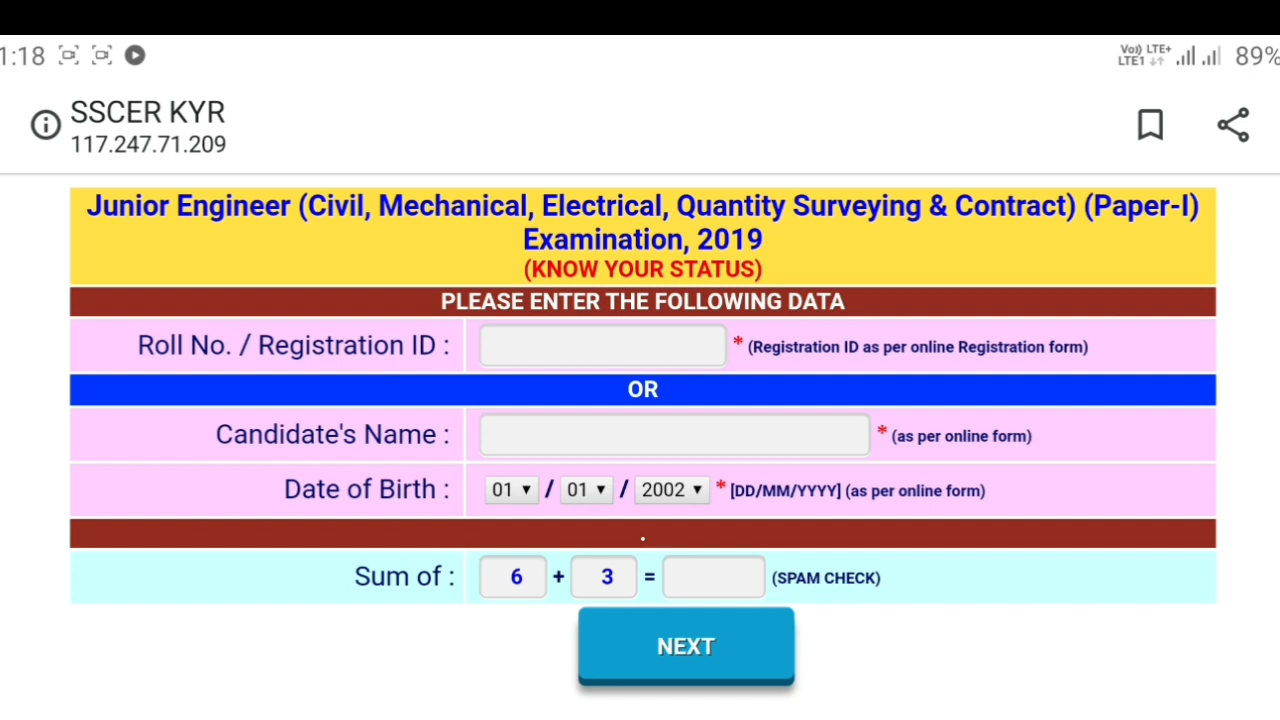 1:18 Vo)) LTE+ LTE1 89%
SSCER KYR
117.247.71.209
Junior Engineer (Civil, Mechanical, Electrical, Quantity Surveying & Contract) (Paper-I)
Examination, 2019
(KNOW YOUR STATUS)
PLEASE ENTER THE FOLLOWING DATA
Roll No. / Registration ID : * (Registration ID as per online Registration form)
OR
Candidate's Name : * (as per online form)
Date of Birth : 01 / 01 / 2002 * [DD/MM/YYYY] (as per online form)
.
Sum of : 6 + 3 = (SPAM CHECK)
NEXT